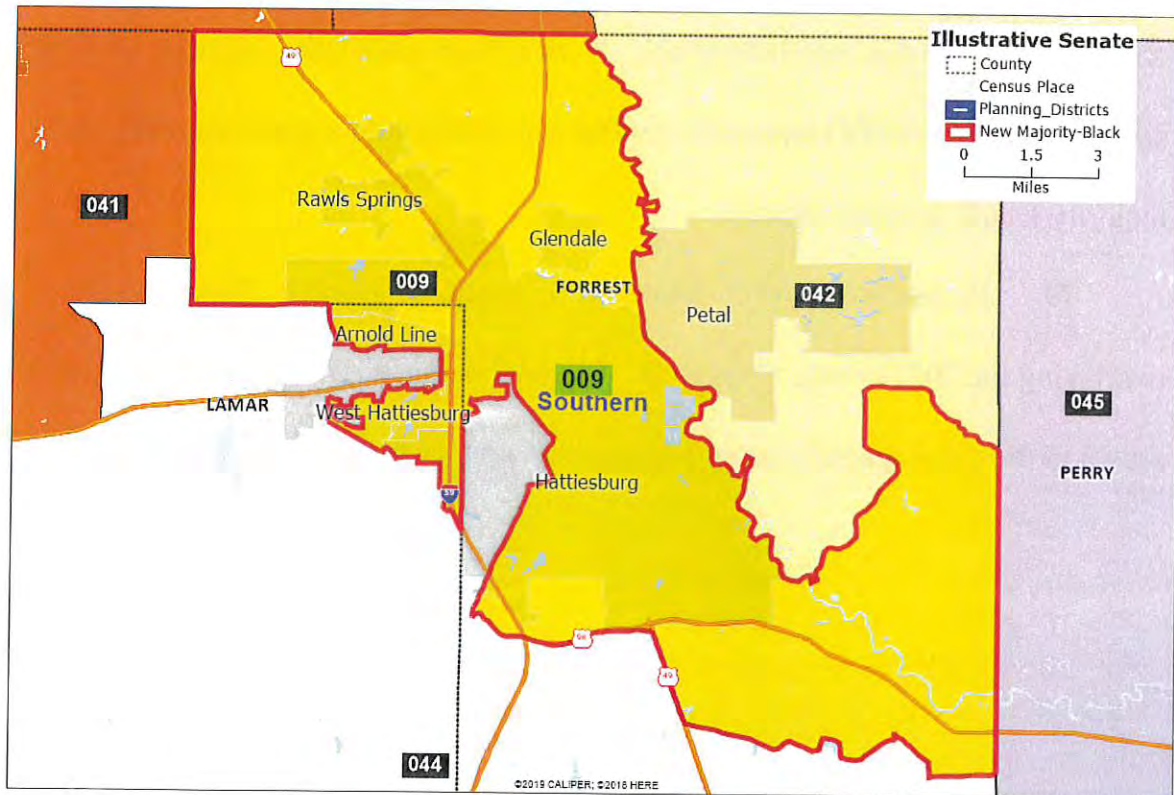 Illustrative Senate
County
Census Place
Planning_Districts
New Majority-Black
0 1.5 3
Miles
49
041
Rawls Springs
Glendale
009
FORREST
042
Petal
Arnold Line
009
Southern
LAMAR
West Hattiesburg
045
PERRY
Hattiesburg
59
98
49
044
©2019 CALIPER; ©2018 HERE